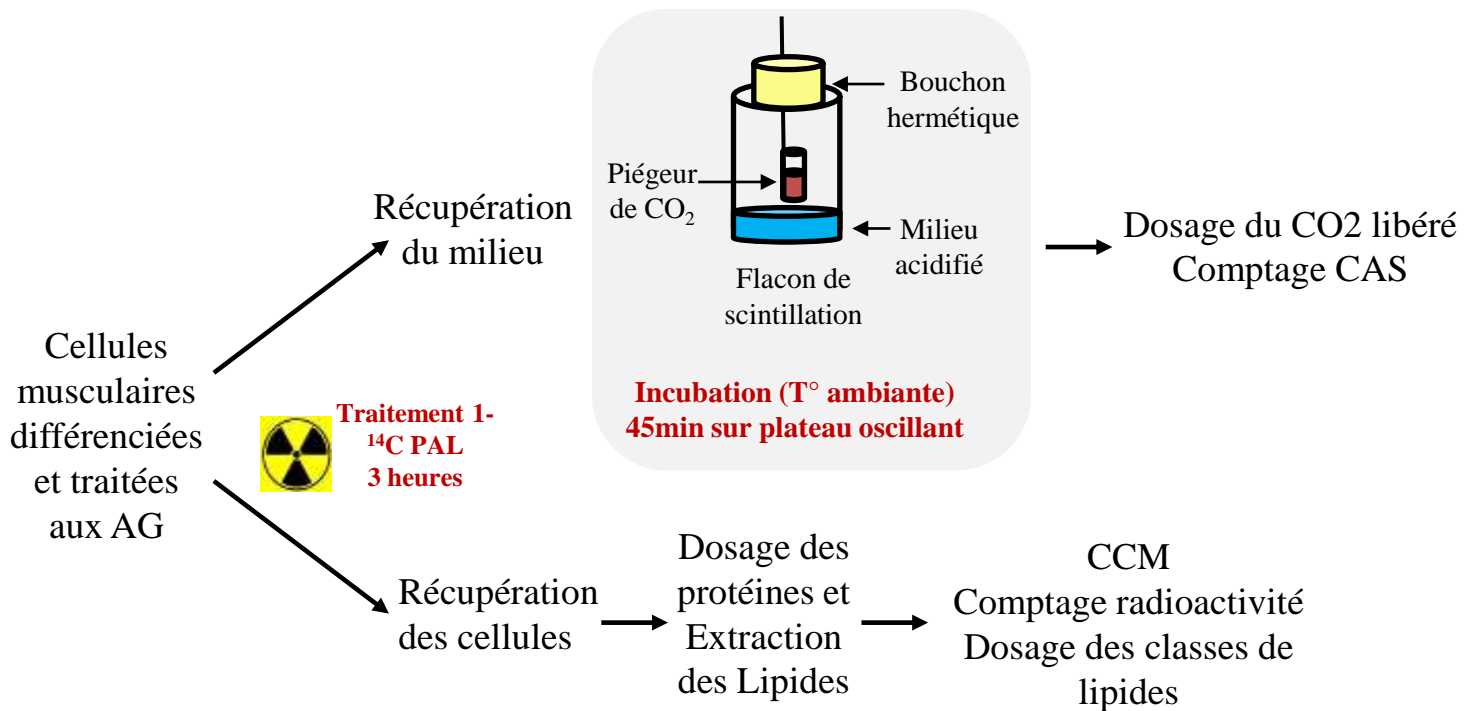 Cellules
musculaires
différenciées
et traitées
aux AG
Traitement 1-
¹⁴C PAL
3 heures
Récupération
du milieu
Bouchon
hermétique
Piégeur
de CO₂
Milieu
acidifié
Flacon de
scintillation
Incubation (T° ambiante)
45min sur plateau oscillant
Dosage du CO2 libéré
Comptage CAS
Récupération
des cellules
Dosage des
protéines et
Extraction
des Lipides
CCM
Comptage radioactivité
Dosage des classes de
lipides